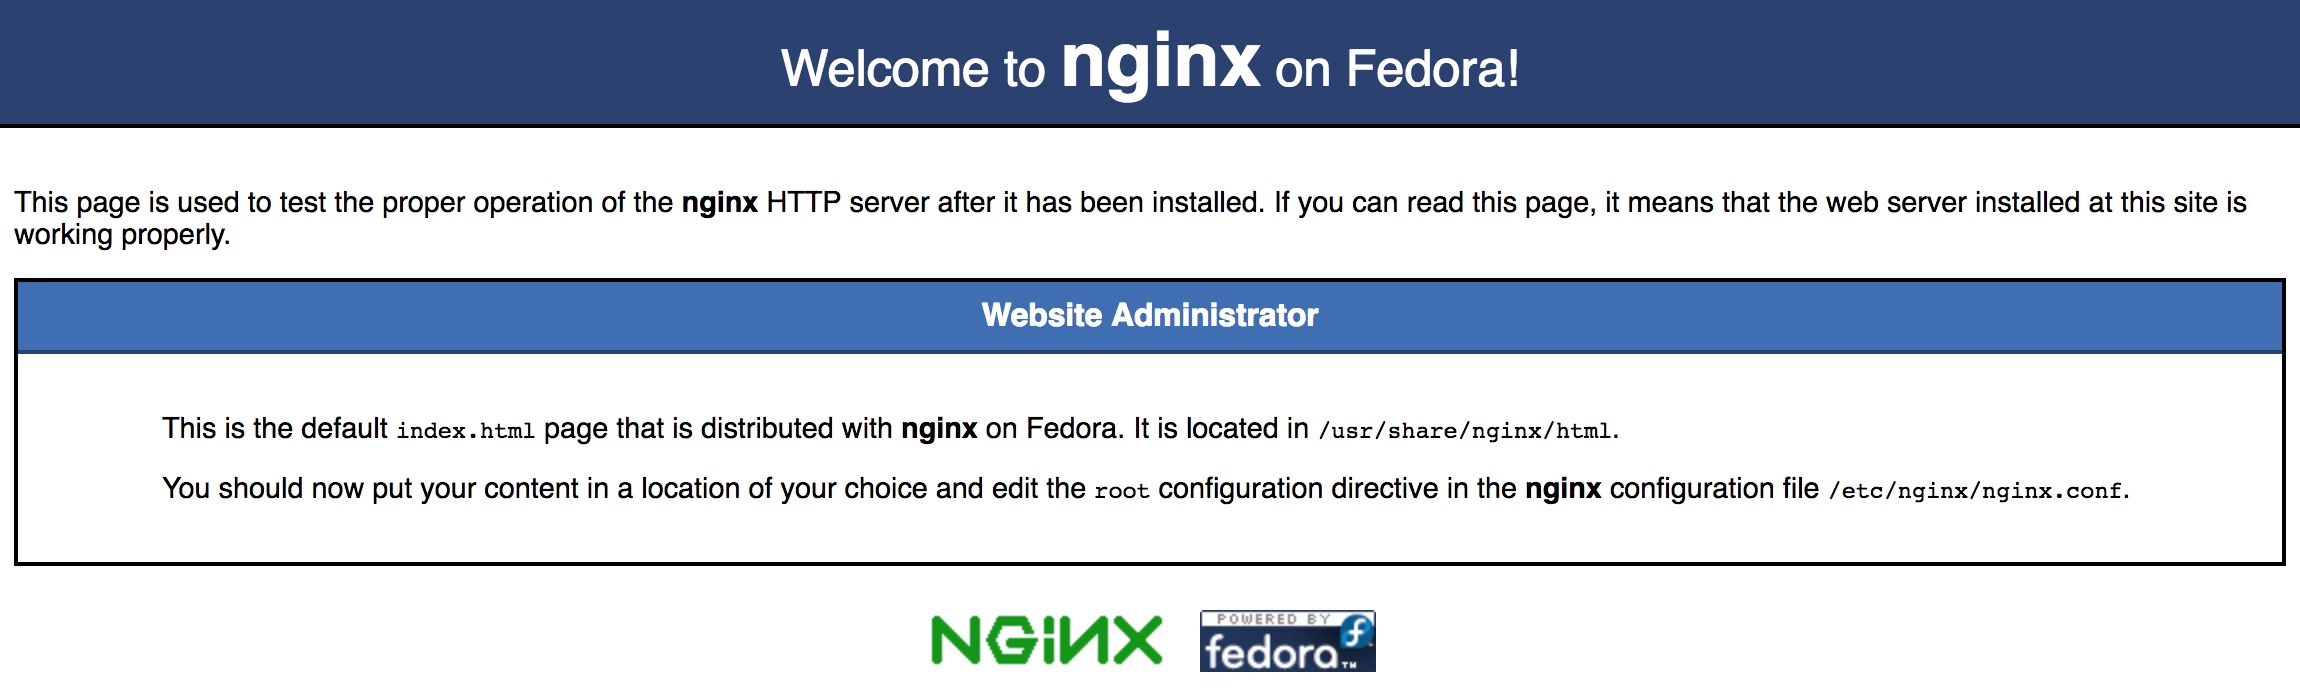 Welcome to nginx on Fedora!
This page is used to test the proper operation of the nginx HTTP server after it has been installed. If you can read this page, it means that the web server installed at this site is
working properly.
Website Administrator
This is the default index.html page that is distributed with nginx on Fedora. It is located in /usr/share/nginx/html.
You should now put your content in a location of your choice and edit the root configuration directive in the nginx configuration file /etc/nginx/nginx.conf.
NGiNX
POWERED BY
fedora™